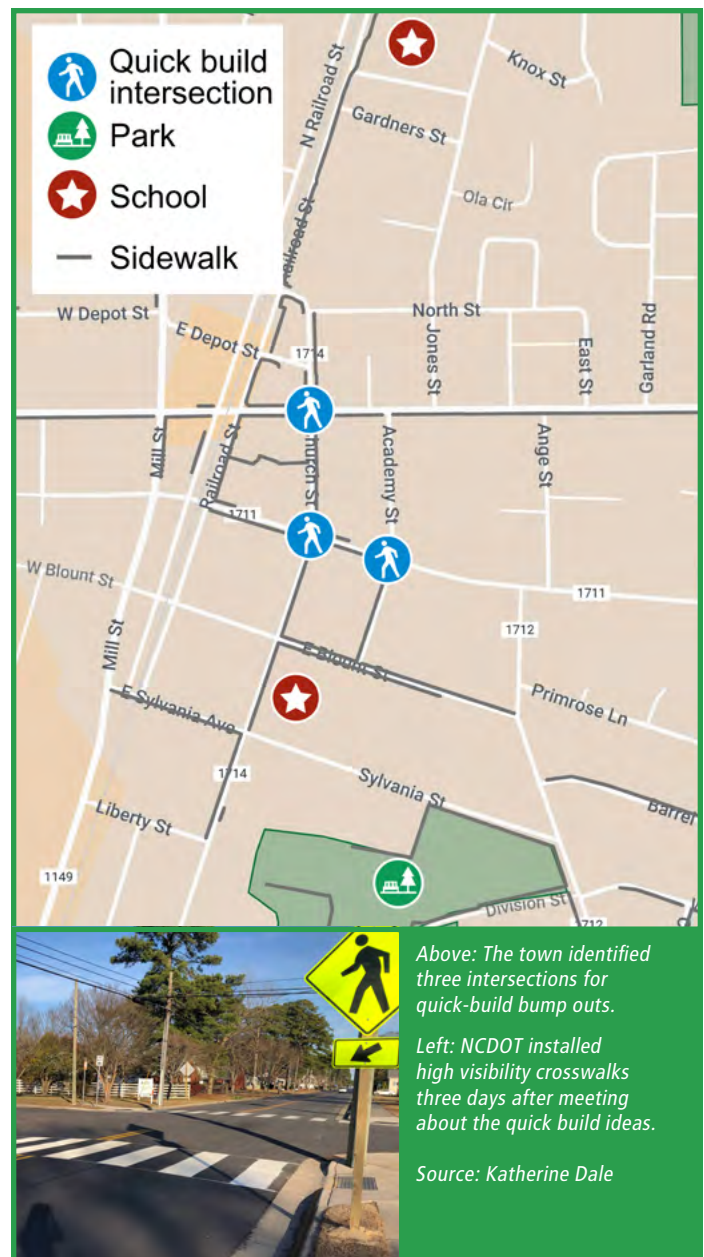 Quick build
intersection
Park
School
Sidewalk
N Railroad St
Knox St
Gardners St
Ola Cir
W Depot St
E Depot St
1714
North St
Jones St
East St
Garland Rd
Mill St
Railroad St
Academy St
Ange St
1711
W Blount St
1711
1712
E Blount St
Mill St
E Sylvania Ave
Primrose Ln
1714
Sylvania St
Liberty St
Barrel
1149
Division St
1712
Above: The town identified
three intersections for
quick-build bump outs.
Left: NCDOT installed
high visibility crosswalks
three days after meeting
about the quick build ideas.
Source: Katherine Dale